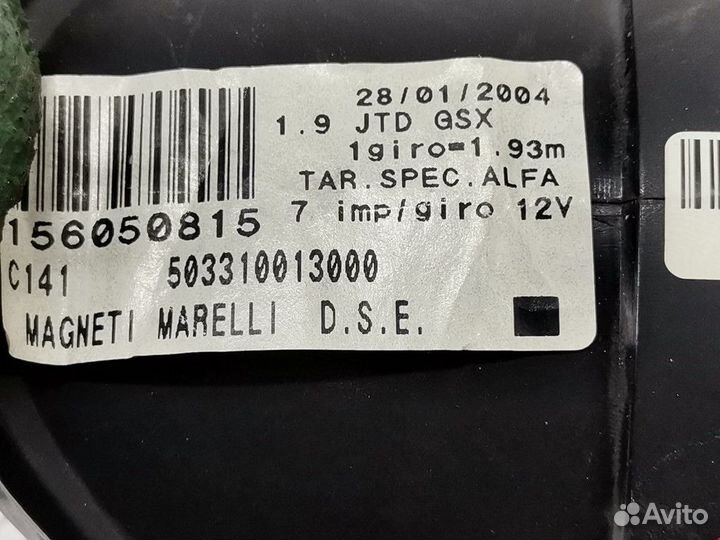 28/01/2004
1.9 JTD GSX
1giro=1.93m
TAR.SPEC.ALFA
7 imp/giro 12V
156050815
C141 503310013000
MAGNETI MARELLI D.S.E.
Avito